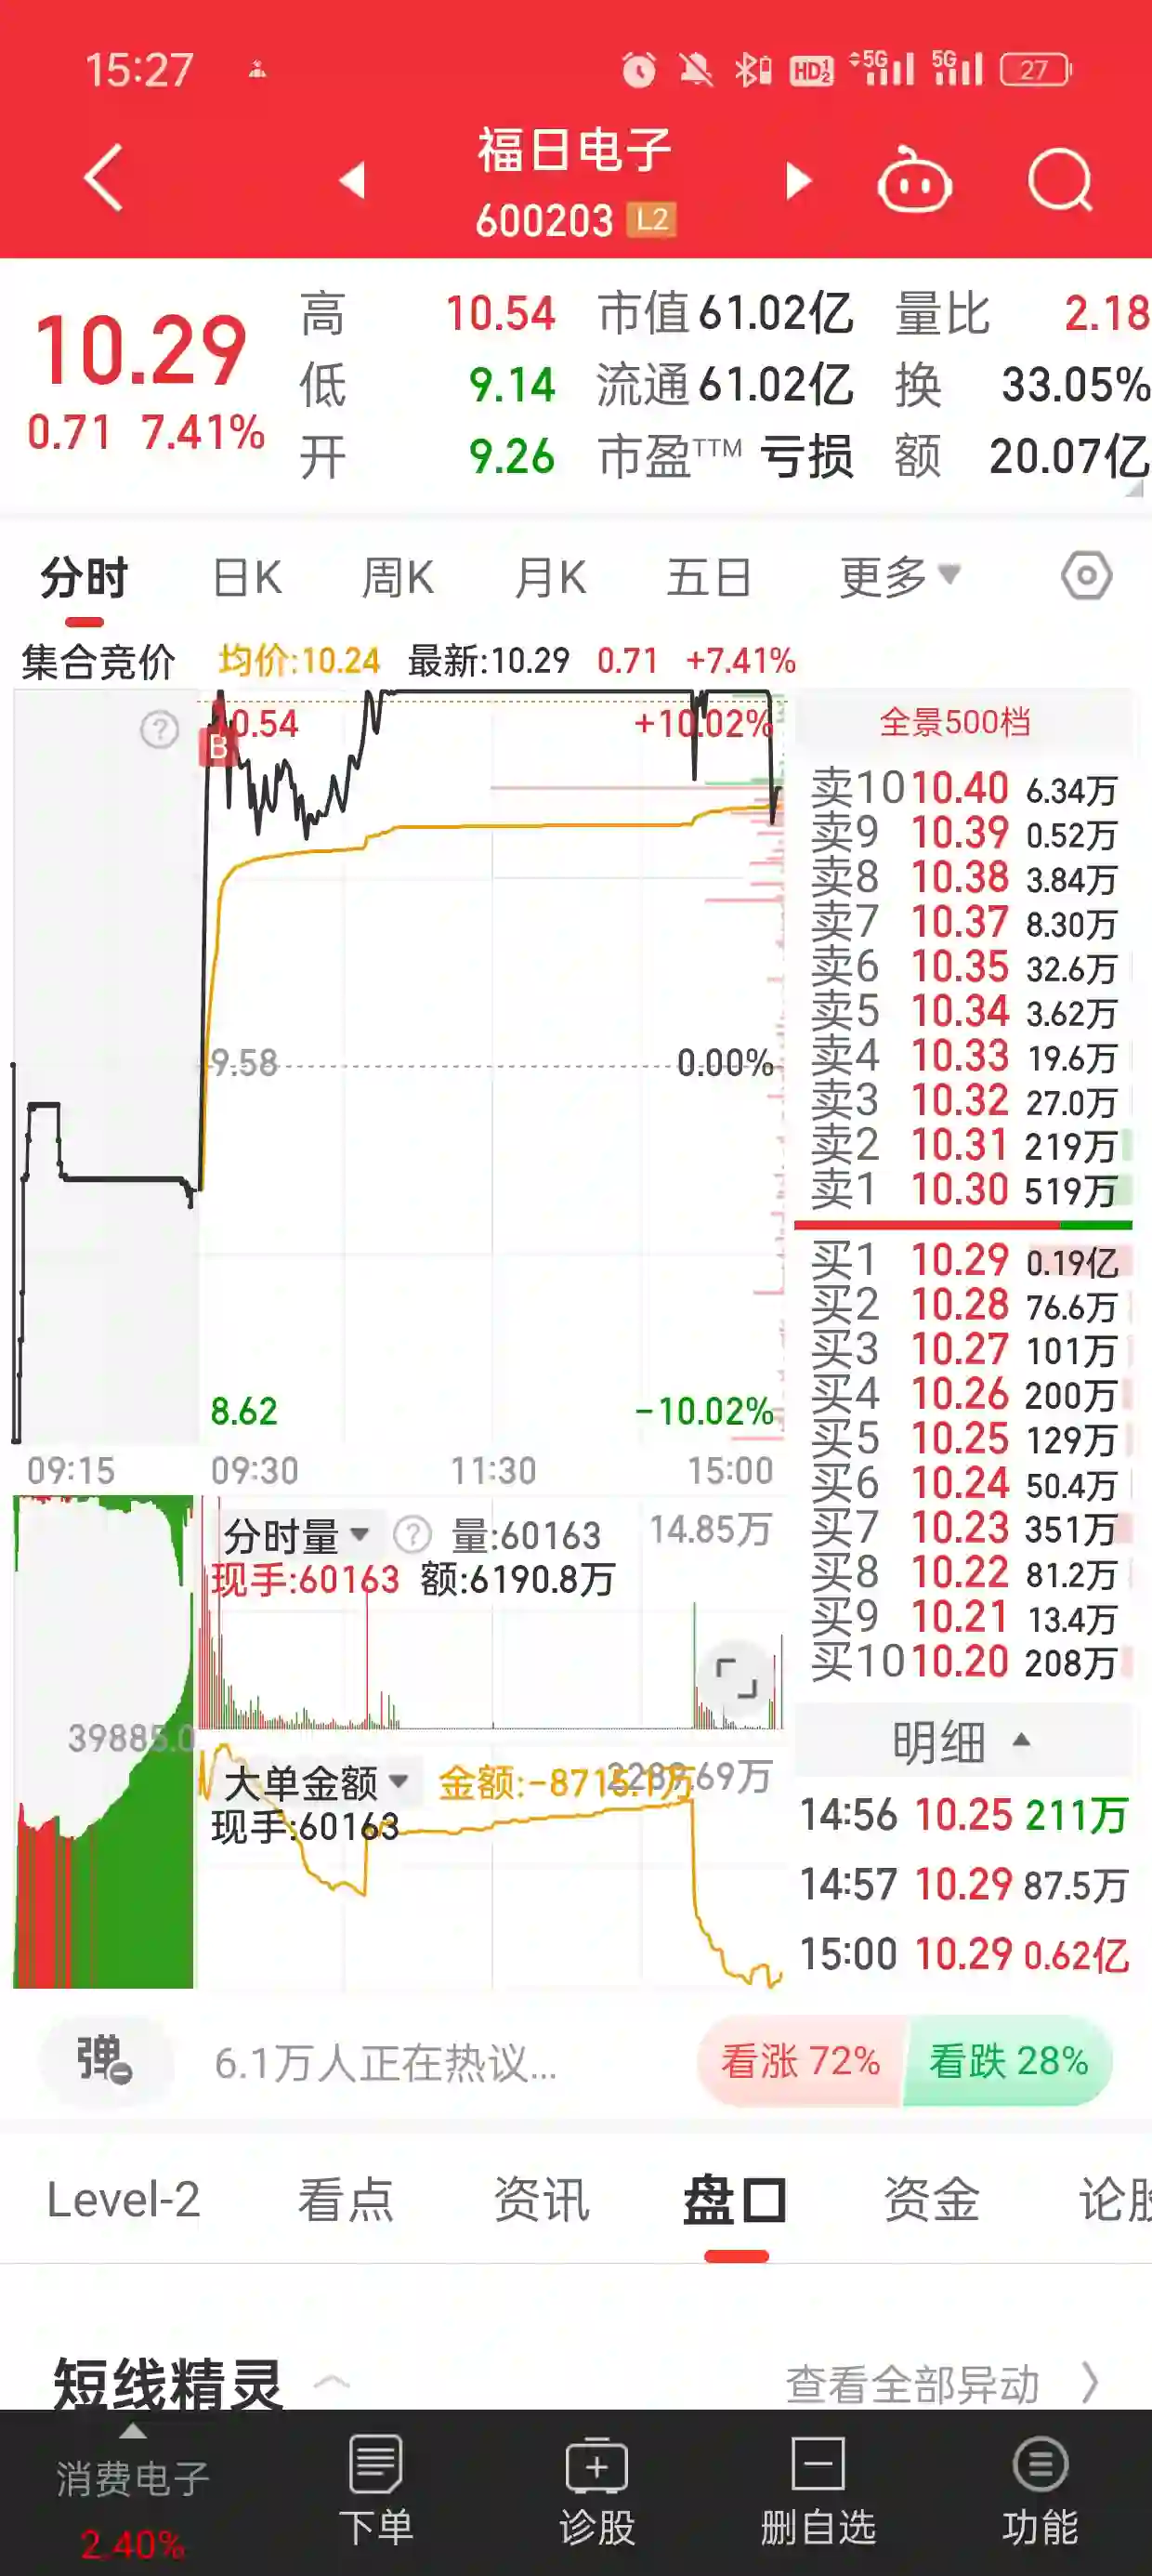 15:27 HD 5G 5G 27
福日电子
600203 L2
10.29
0.71 7.41%
高 10.54 市值 61.02亿 量比 2.18
低 9.14 流通 61.02亿 换 33.05%
开 9.26 市盈TTM 亏损 额 20.07亿
分时 日K 周K 月K 五日 更多
集合竞价 均价:10.24 最新:10.29 0.71 +7.41%
10.54 +10.02%
B
9.58 0.00%
8.62 -10.02%
09:15 09:30 11:30 15:00
全景500档
卖10 10.40 6.34万
卖9 10.39 0.52万
卖8 10.38 3.84万
卖7 10.37 8.30万
卖6 10.35 32.6万
卖5 10.34 3.62万
卖4 10.33 19.6万
卖3 10.32 27.0万
卖2 10.31 219万
卖1 10.30 519万
买1 10.29 0.19亿
买2 10.28 76.6万
买3 10.27 101万
买4 10.26 200万
买5 10.25 129万
买6 10.24 50.4万
买7 10.23 351万
买8 10.22 81.2万
买9 10.21 13.4万
买10 10.20 208万
分时量 量:60163 14.85万
现手:60163 额:6190.8万
39885.0
大单金额 金额:-8715.1万
现手:60163
明细
14:56 10.25 211万
14:57 10.29 87.5万
15:00 10.29 0.62亿
弹 6.1万人正在热议... 看涨 72% 看跌 28%
Level-2 看点 资讯 盘口 资金 论股
短线精灵 查看全部异动
消费电子
2.40%
下单 诊股 删自选 功能